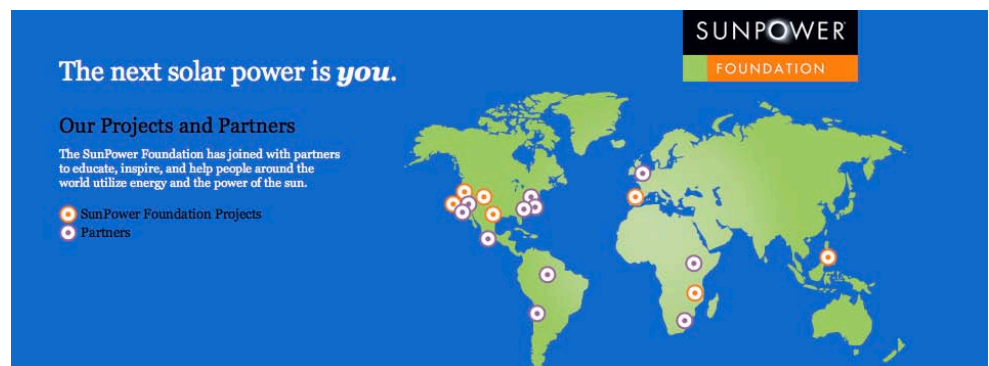 SUNPOWER
FOUNDATION
The next solar power is you.
Our Projects and Partners
The SunPower Foundation has joined with partners
to educate, inspire, and help people around the
world utilize energy and the power of the sun.
SunPower Foundation Projects
Partners